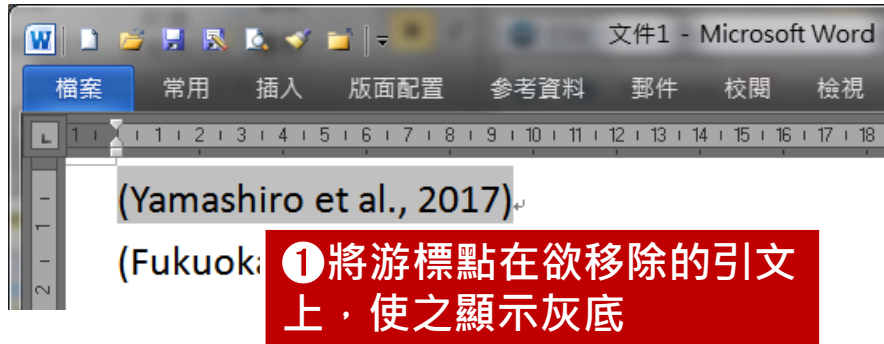 文件1 - Microsoft Word
檔案 常用 插入 版面配置 參考資料 郵件 校閱 檢視
1 1 2 3 4 5 6 7 8 9 10 11 12 13 14 15 16 17 18
(Yamashiro et al., 2017)
(Fukuoka
1
2
❶將游標點在欲移除的引文
上，使之顯示灰底